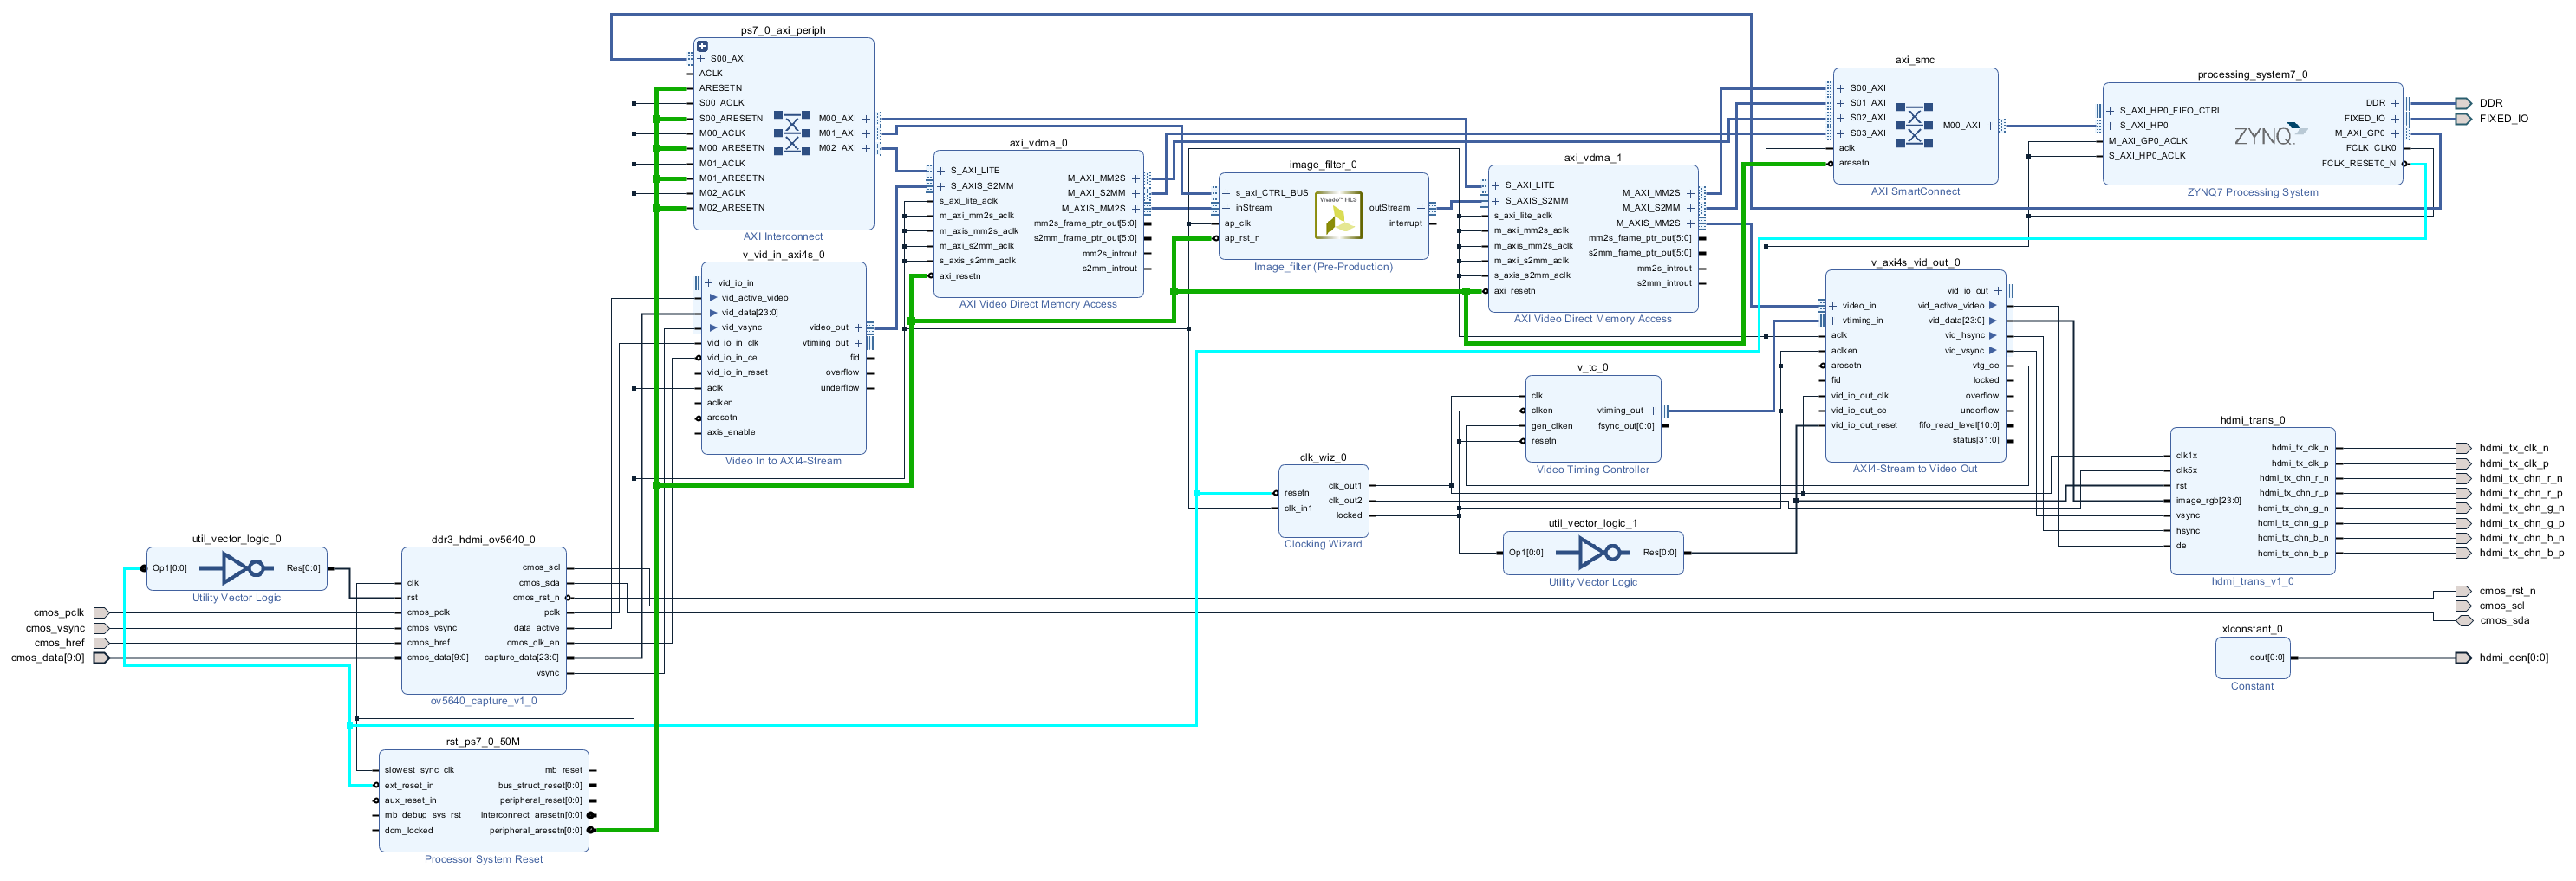 ps7_0_axi_periph
S00_AXI
ACLK
ARESETN
S00_ACLK
S00_ARESETN
M00_ACLK
M00_ARESETN
M01_ACLK
M01_ARESETN
M02_ACLK
M02_ARESETN
M00_AXI
M01_AXI
M02_AXI
AXI Interconnect
v_vid_in_axi4s_0
vid_io_in
vid_active_video
vid_data[23:0]
vid_vsync
vid_io_in_clk
vid_io_in_ce
vid_io_in_reset
aclk
aclken
aresetn
axis_enable
video_out
vtiming_out
fid
overflow
underflow
Video In to AXI4-Stream
axi_vdma_0
S_AXI_LITE
S_AXIS_S2MM
s_axi_lite_aclk
m_axi_mm2s_aclk
m_axis_mm2s_aclk
m_axi_s2mm_aclk
s_axis_s2mm_aclk
axi_resetn
M_AXI_MM2S
M_AXI_S2MM
M_AXIS_MM2S
mm2s_frame_ptr_out[5:0]
s2mm_frame_ptr_out[5:0]
mm2s_introut
s2mm_introut
AXI Video Direct Memory Access
image_filter_0
s_axi_CTRL_BUS
inStream
ap_clk
ap_rst_n
Vivado™ HLS
outStream
interrupt
Image_filter (Pre-Production)
axi_vdma_1
S_AXI_LITE
S_AXIS_S2MM
s_axi_lite_aclk
m_axi_mm2s_aclk
m_axis_mm2s_aclk
m_axi_s2mm_aclk
s_axis_s2mm_aclk
axi_resetn
M_AXI_MM2S
M_AXI_S2MM
M_AXIS_MM2S
mm2s_frame_ptr_out[5:0]
s2mm_frame_ptr_out[5:0]
mm2s_introut
s2mm_introut
AXI Video Direct Memory Access
axi_smc
S00_AXI
S01_AXI
S02_AXI
S03_AXI
aclk
aresetn
M00_AXI
AXI SmartConnect
processing_system7_0
S_AXI_HP0_FIFO_CTRL
S_AXI_HP0
M_AXI_GP0_ACLK
S_AXI_HP0_ACLK
ZYNQ
DDR
FIXED_IO
M_AXI_GP0
FCLK_CLK0
FCLK_RESET0_N
ZYNQ7 Processing System
DDR
FIXED_IO
v_axi4s_vid_out_0
video_in
vtiming_in
aclk
aclken
aresetn
fid
vid_io_out_clk
vid_io_out_ce
vid_io_out_reset
vid_io_out
vid_active_video
vid_data[23:0]
vid_hsync
vid_vsync
vtg_ce
locked
overflow
underflow
fifo_read_level[10:0]
status[31:0]
AXI4-Stream to Video Out
v_tc_0
clk
clken
gen_clken
resetn
vtiming_out
fsync_out[0:0]
Video Timing Controller
clk_wiz_0
resetn
clk_in1
clk_out1
clk_out2
locked
Clocking Wizard
util_vector_logic_1
Op1[0:0]
Res[0:0]
Utility Vector Logic
hdmi_trans_0
clk1x
clk5x
rst
image_rgb[23:0]
vsync
hsync
de
hdmi_tx_clk_n
hdmi_tx_clk_p
hdmi_tx_chn_r_n
hdmi_tx_chn_r_p
hdmi_tx_chn_g_n
hdmi_tx_chn_g_p
hdmi_tx_chn_b_n
hdmi_tx_chn_b_p
hdmi_trans_v1_0
hdmi_tx_clk_n
hdmi_tx_clk_p
hdmi_tx_chn_r_n
hdmi_tx_chn_r_p
hdmi_tx_chn_g_n
hdmi_tx_chn_g_p
hdmi_tx_chn_b_n
hdmi_tx_chn_b_p
util_vector_logic_0
Op1[0:0]
Res[0:0]
Utility Vector Logic
cmos_pclk
cmos_vsync
cmos_href
cmos_data[9:0]
ddr3_hdmi_ov5640_0
clk
rst
cmos_pclk
cmos_vsync
cmos_href
cmos_data[9:0]
cmos_scl
cmos_sda
cmos_rst_n
pclk
data_active
cmos_clk_en
capture_data[23:0]
vsync
ov5640_capture_v1_0
cmos_rst_n
cmos_scl
cmos_sda
xlconstant_0
dout[0:0]
Constant
hdmi_oen[0:0]
rst_ps7_0_50M
slowest_sync_clk
ext_reset_in
aux_reset_in
mb_debug_sys_rst
dcm_locked
mb_reset
bus_struct_reset[0:0]
peripheral_reset[0:0]
interconnect_aresetn[0:0]
peripheral_aresetn[0:0]
Processor System Reset